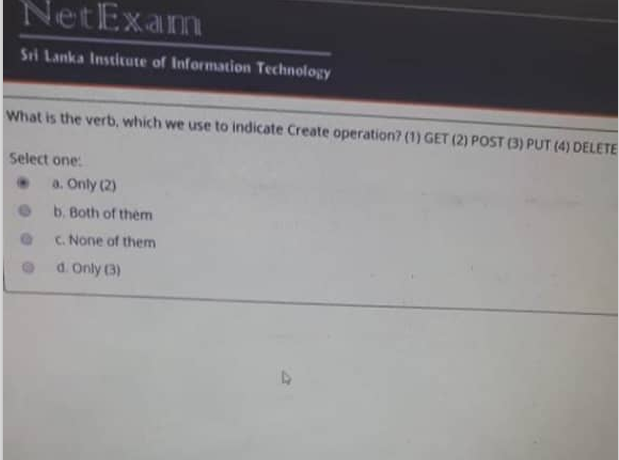 NetExam
Sri Lanka Institute of Information Technology
What is the verb, which we use to indicate Create operation? (1) GET (2) POST (3) PUT (4) DELETE
Select one:
a. Only (2)
b. Both of them
c. None of them
d. Only (3)